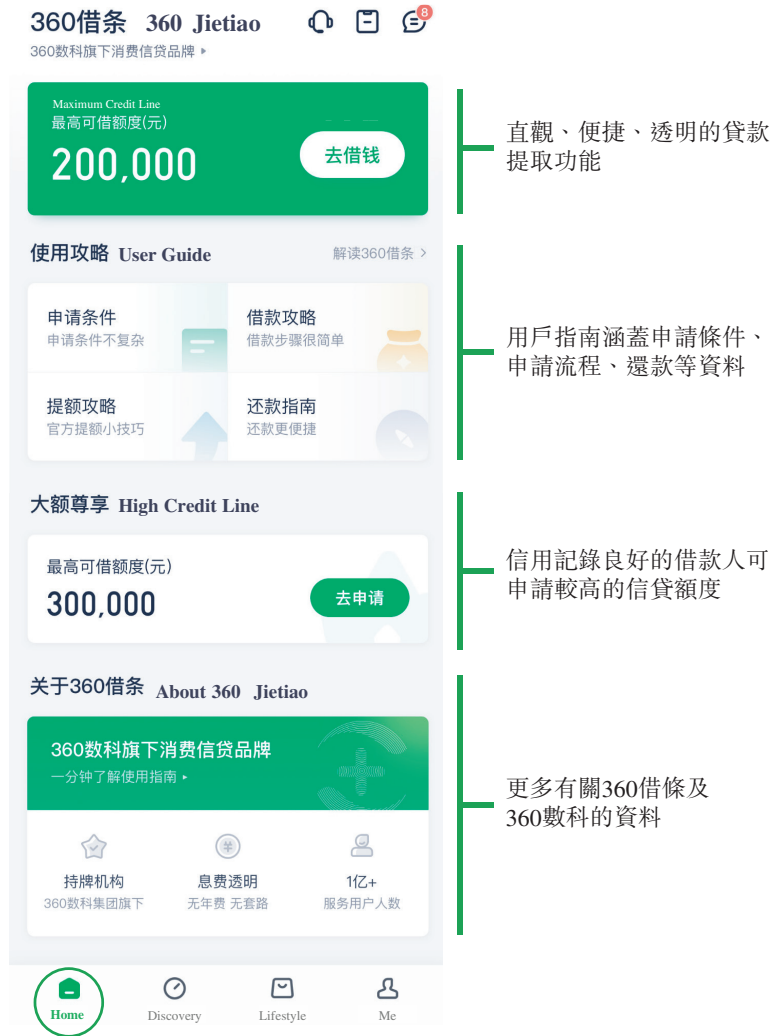 360借条 360 Jietiao
8
360数科旗下消费信贷品牌
Maximum Credit Line
最高可借额度(元)
200,000
去借钱
直觀、便捷、透明的貸款
提取功能
使用攻略 User Guide
解读360借条
申请条件
申请条件不复杂
借款攻略
借款步骤很简单
提额攻略
官方提额小技巧
还款指南
还款更便捷
用戶指南涵蓋申請條件、
申請流程、還款等資料
大额尊享 High Credit Line
最高可借额度(元)
300,000
去申请
信用記錄良好的借款人可
申請較高的信貸額度
关于360借条 About 360 Jietiao
360数科旗下消费信贷品牌
一分钟了解使用指南
持牌机构
360数科集团旗下
息费透明
无年费 无套路
1亿+
服务用户人数
更多有關360借條及
360數科的資料
Home
Discovery
Lifestyle
Me